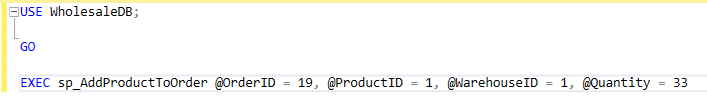 USE WholesaleDB;
GO
EXEC sp_AddProductToOrder @OrderID = 19, @ProductID = 1, @WarehouseID = 1, @Quantity = 33